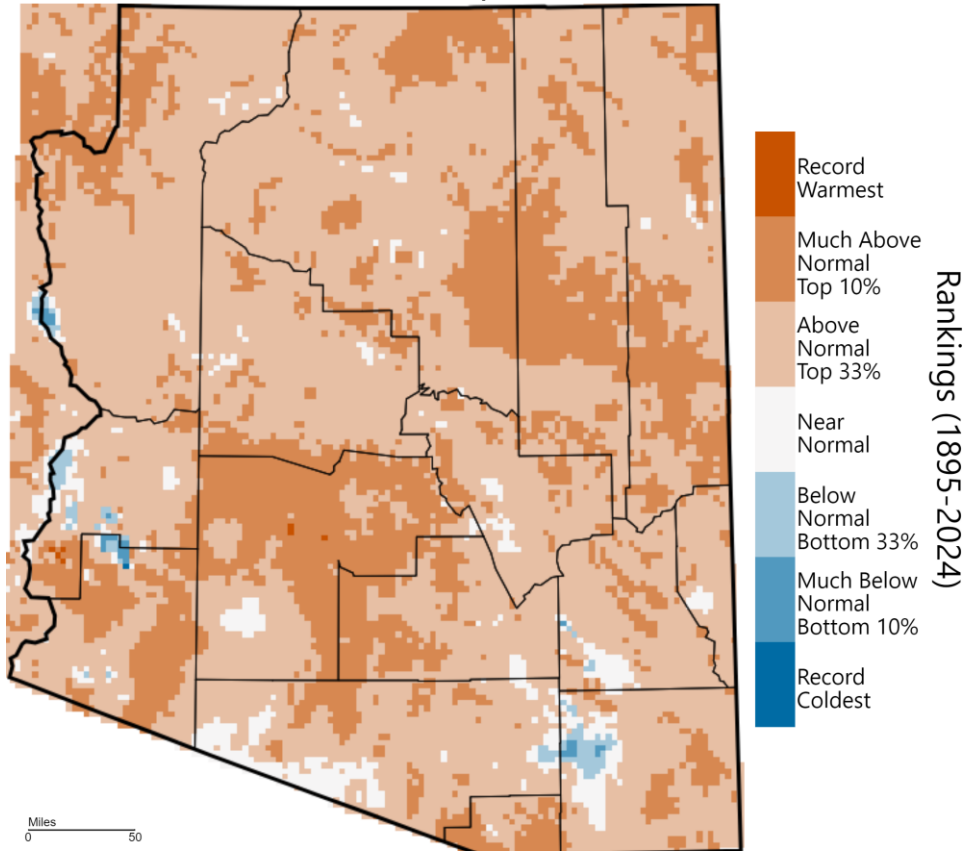 Record
Warmest
Much Above
Normal
Top 10%
Above
Normal
Top 33%
Near
Normal
Below
Normal
Bottom 33%
Much Below
Normal
Bottom 10%
Record
Coldest
Rankings (1895-2024)
Miles
0 50